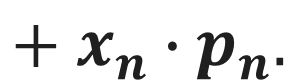 + xₙ · pₙ.